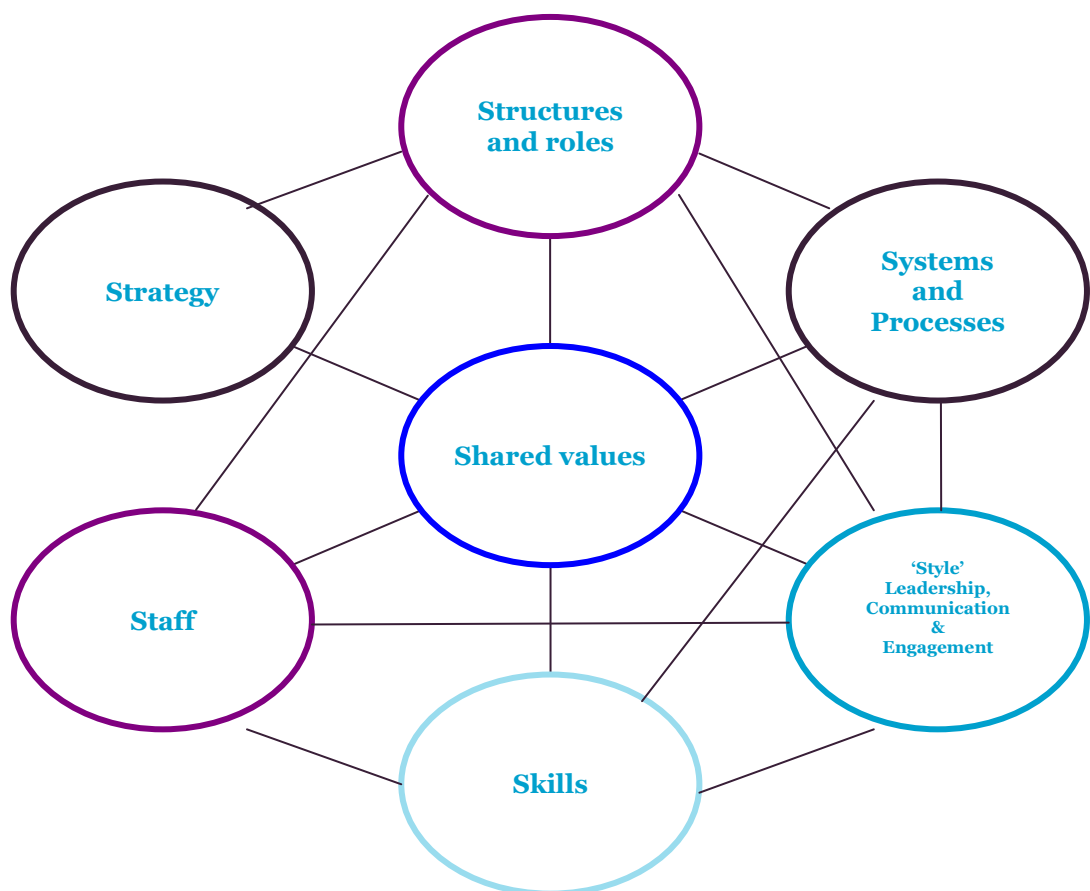 Structures
and roles
Strategy
Systems
and
Processes
Shared values
Staff
‘Style’
Leadership,
Communication
&
Engagement
Skills